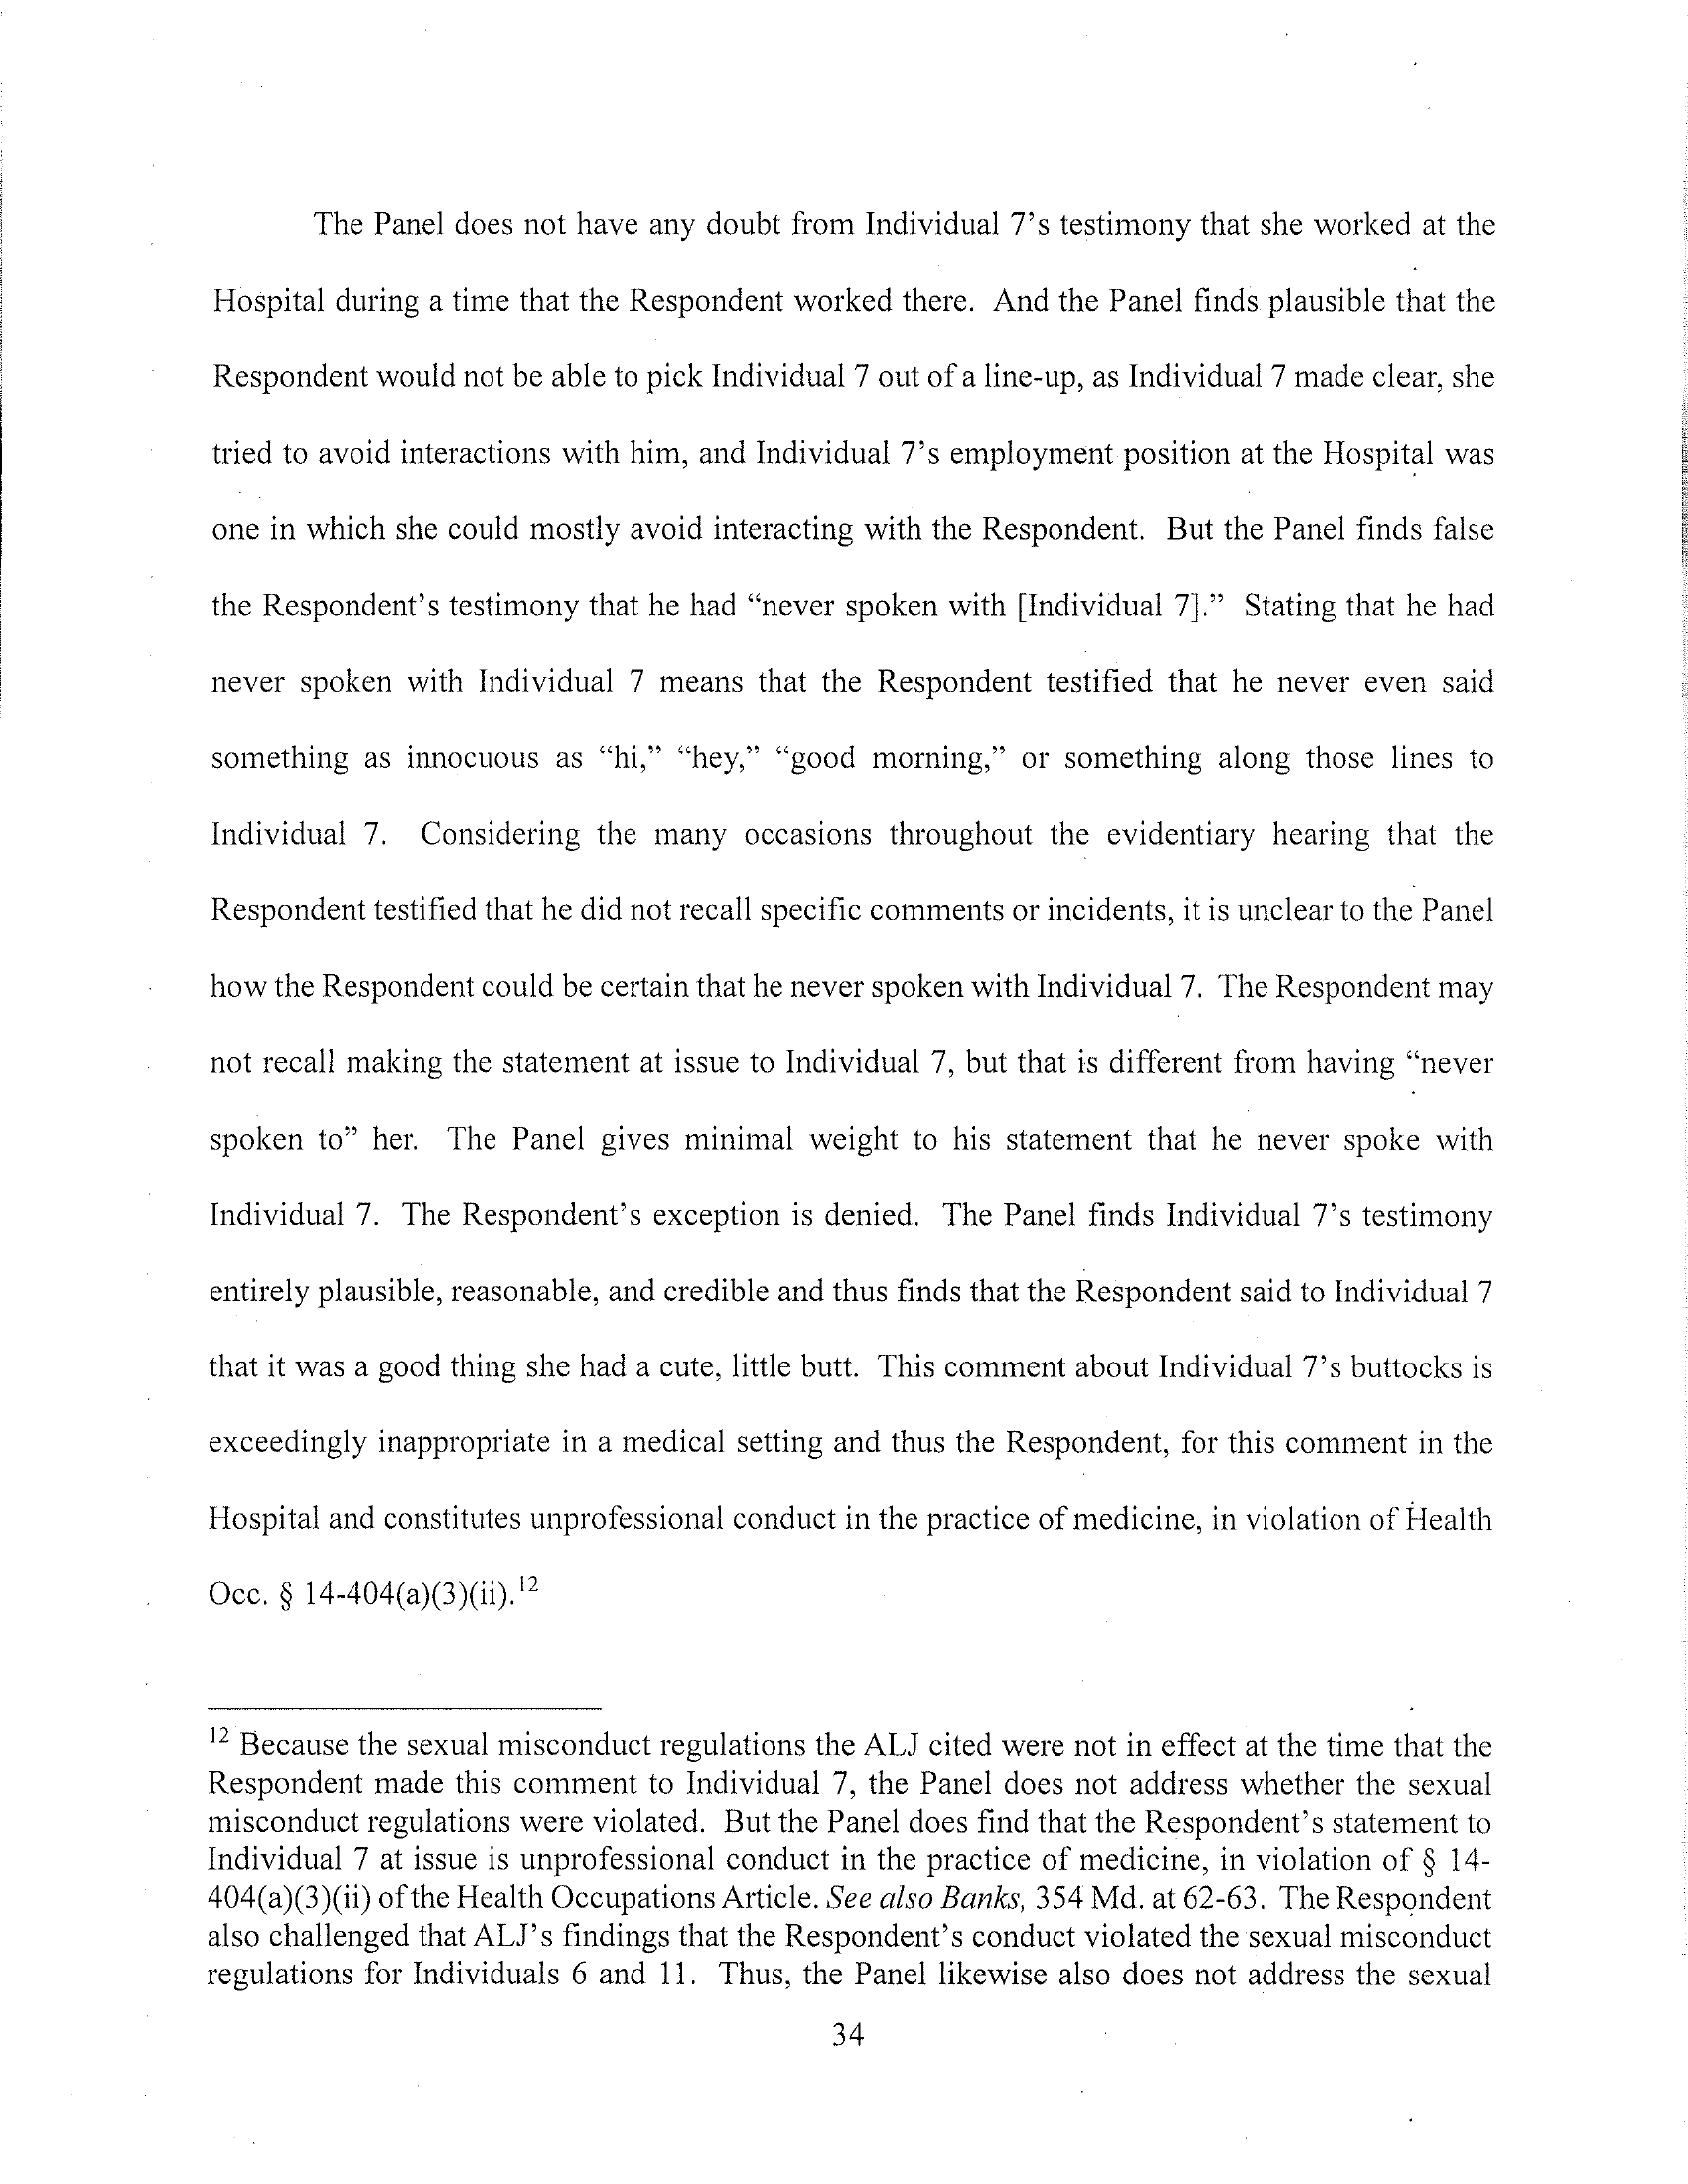 The Panel does not have any doubt from Individual 7’s testimony that she worked at the
Hospital during a time that the Respondent worked there. And the Panel finds plausible that the
Respondent would not be able to pick Individual 7 out of a line-up, as Individual 7 made clear, she
tried to avoid interactions with him, and Individual 7’s employment position at the Hospital was
one in which she could mostly avoid interacting with the Respondent. But the Panel finds false
the Respondent’s testimony that he had “never spoken with [Individual 7].” Stating that he had
never spoken with Individual 7 means that the Respondent testified that he never even said
something as innocuous as “hi,” “hey,” “good morning,” or something along those lines to
Individual 7. Considering the many occasions throughout the evidentiary hearing that the
Respondent testified that he did not recall specific comments or incidents, it is unclear to the Panel
how the Respondent could be certain that he never spoken with Individual 7. The Respondent may
not recall making the statement at issue to Individual 7, but that is different from having “never
spoken to” her. The Panel gives minimal weight to his statement that he never spoke with
Individual 7. The Respondent’s exception is denied. The Panel finds Individual 7’s testimony
entirely plausible, reasonable, and credible and thus finds that the Respondent said to Individual 7
that it was a good thing she had a cute, little butt. This comment about Individual 7’s buttocks is
exceedingly inappropriate in a medical setting and thus the Respondent, for this comment in the
Hospital and constitutes unprofessional conduct in the practice of medicine, in violation of Health
Occ. § 14-404(a)(3)(ii).12
12 Because the sexual misconduct regulations the ALJ cited were not in effect at the time that the
Respondent made this comment to Individual 7, the Panel does not address whether the sexual
misconduct regulations were violated. But the Panel does find that the Respondent’s statement to
Individual 7 at issue is unprofessional conduct in the practice of medicine, in violation of § 14-
404(a)(3)(ii) of the Health Occupations Article. See also Banks, 354 Md. at 62-63. The Respondent
also challenged that ALJ’s findings that the Respondent’s conduct violated the sexual misconduct
regulations for Individuals 6 and 11. Thus, the Panel likewise also does not address the sexual
34